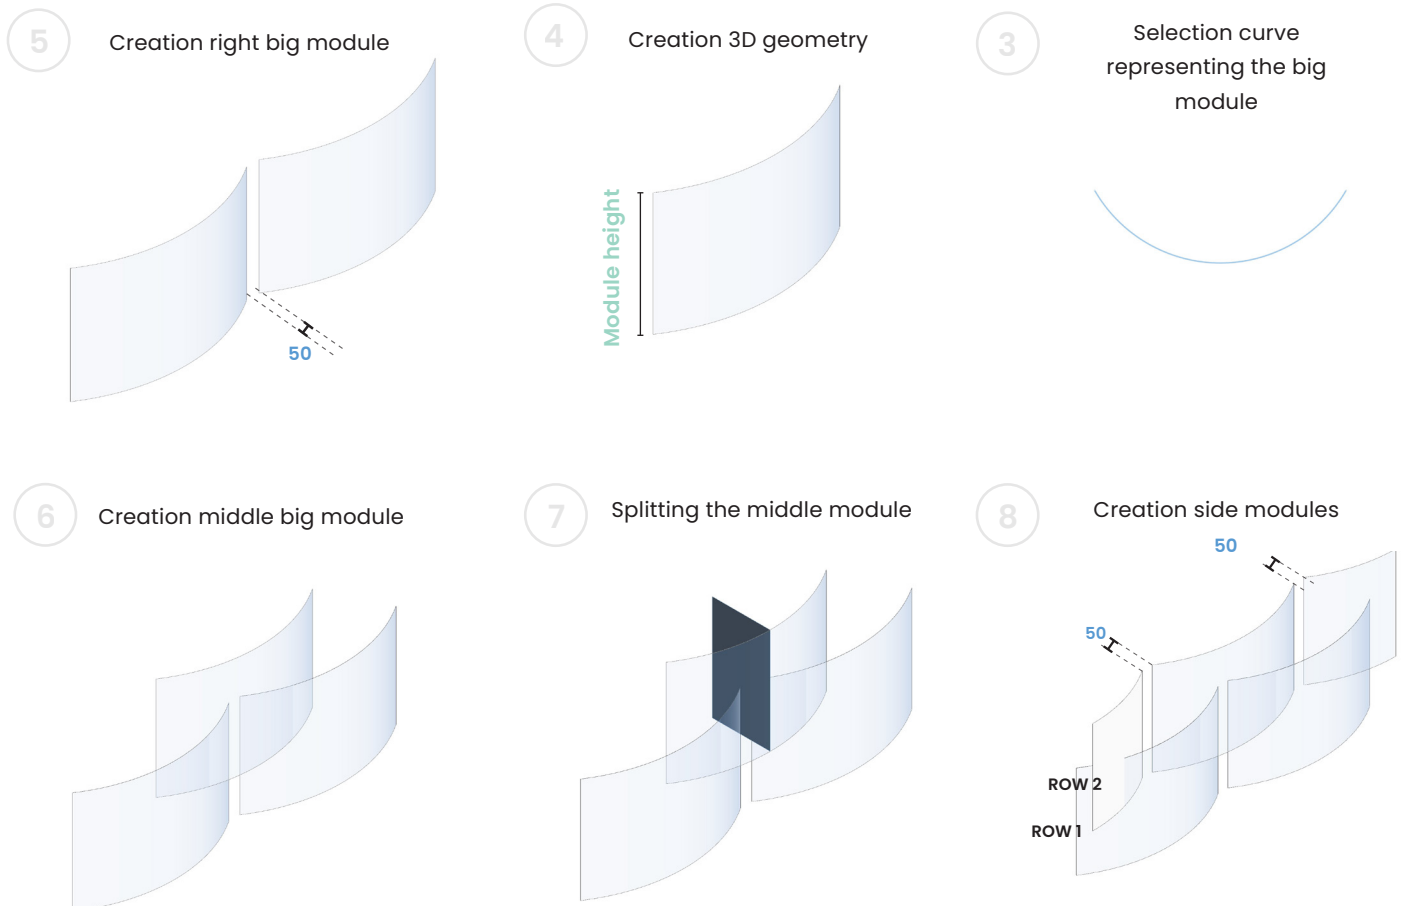 5
Creation right big module
50
4
Creation 3D geometry
Module height
3
Selection curve
representing the big
module
6
Creation middle big module
7
Splitting the middle module
8
Creation side modules
50
50
ROW 2
ROW 1